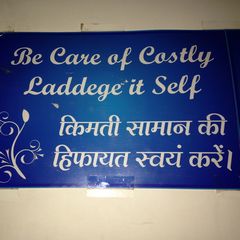 Be Care of Costly
Laddege it Self
किमती सामान की
हिफायत स्वयं करें।